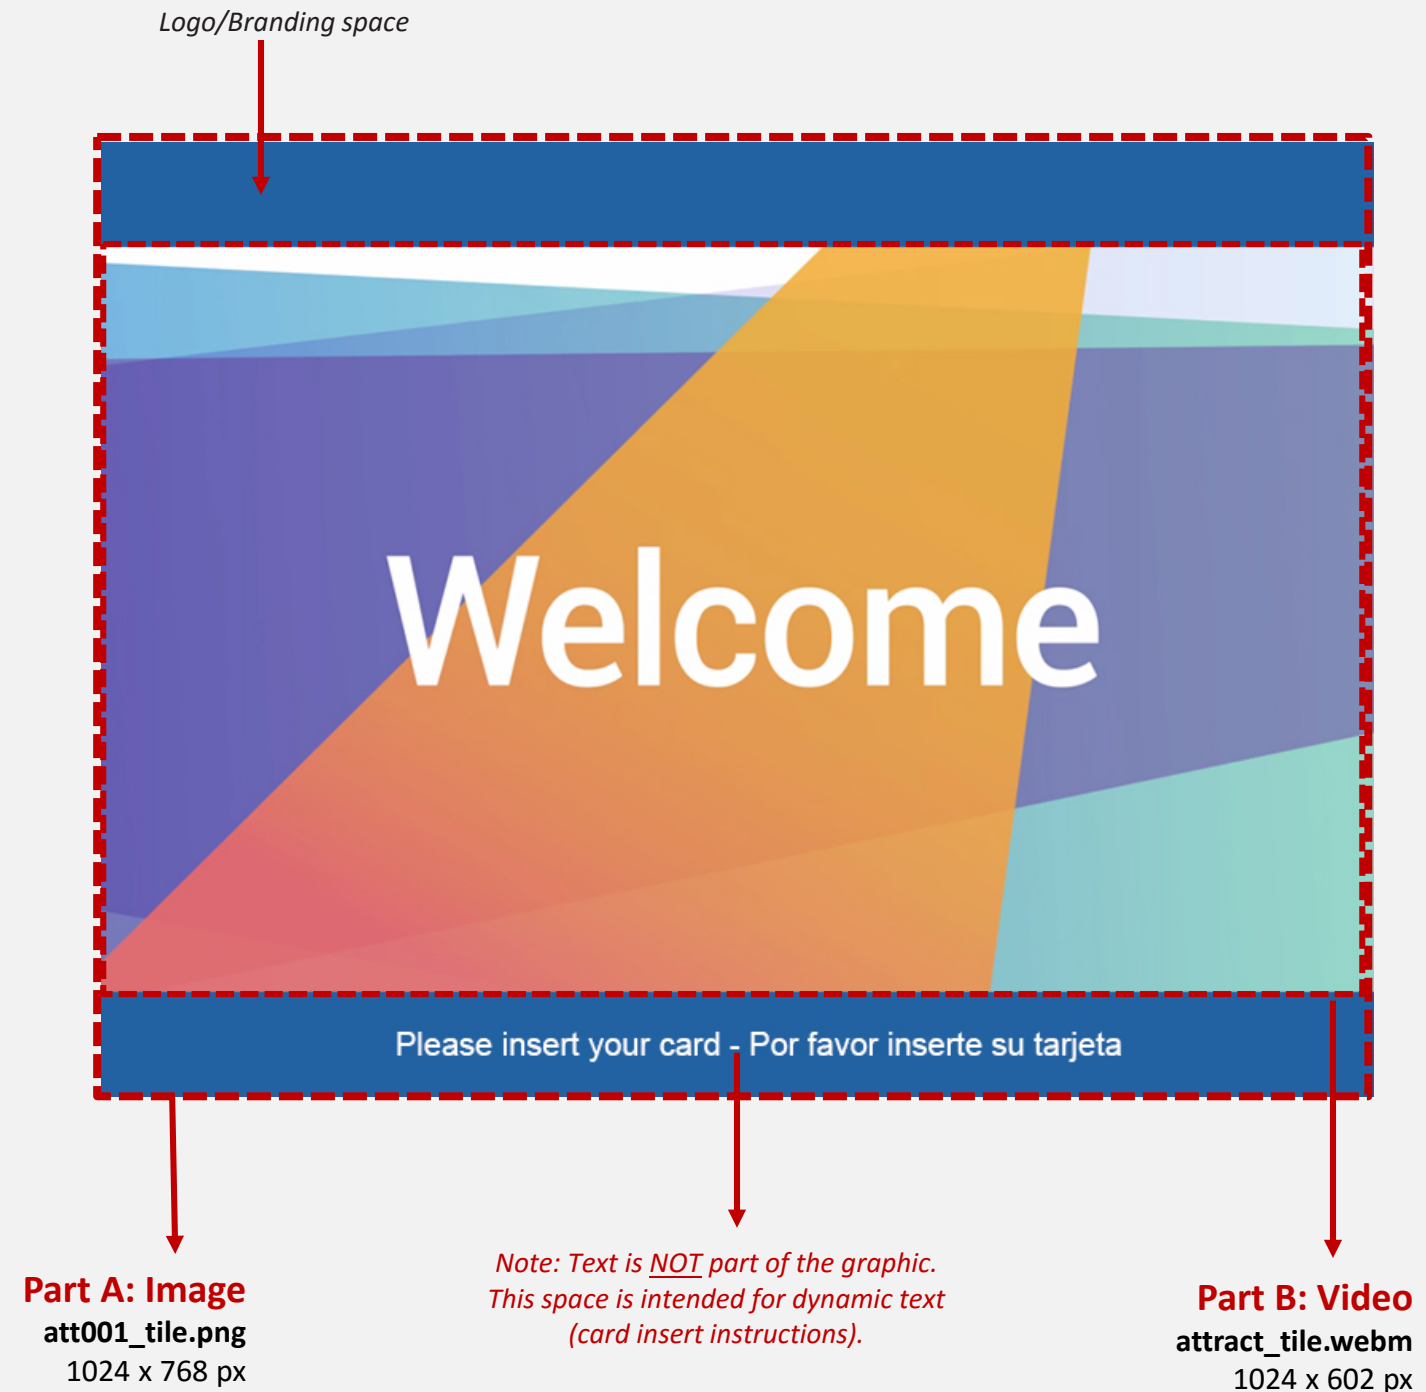 Logo/Branding space
Welcome
Please insert your card - Por favor inserte su tarjeta
Part A: Image
att001_tile.png
1024 x 768 px
Note: Text is NOT part of the graphic.
This space is intended for dynamic text
(card insert instructions).
Part B: Video
attract_tile.webm
1024 x 602 px